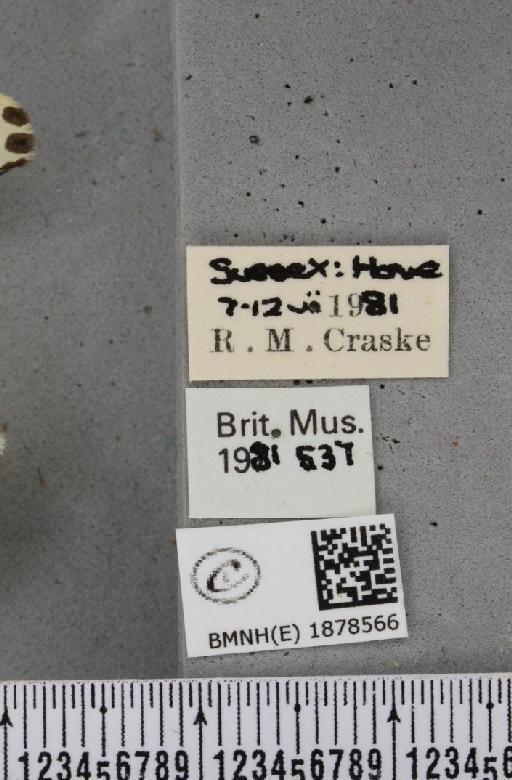 Sussex: Hove
7-12 vii 1981
R. M. Craske
Brit. Mus.
1981 537
C
BMNH(E) 1878566
123456789 123456789 123456